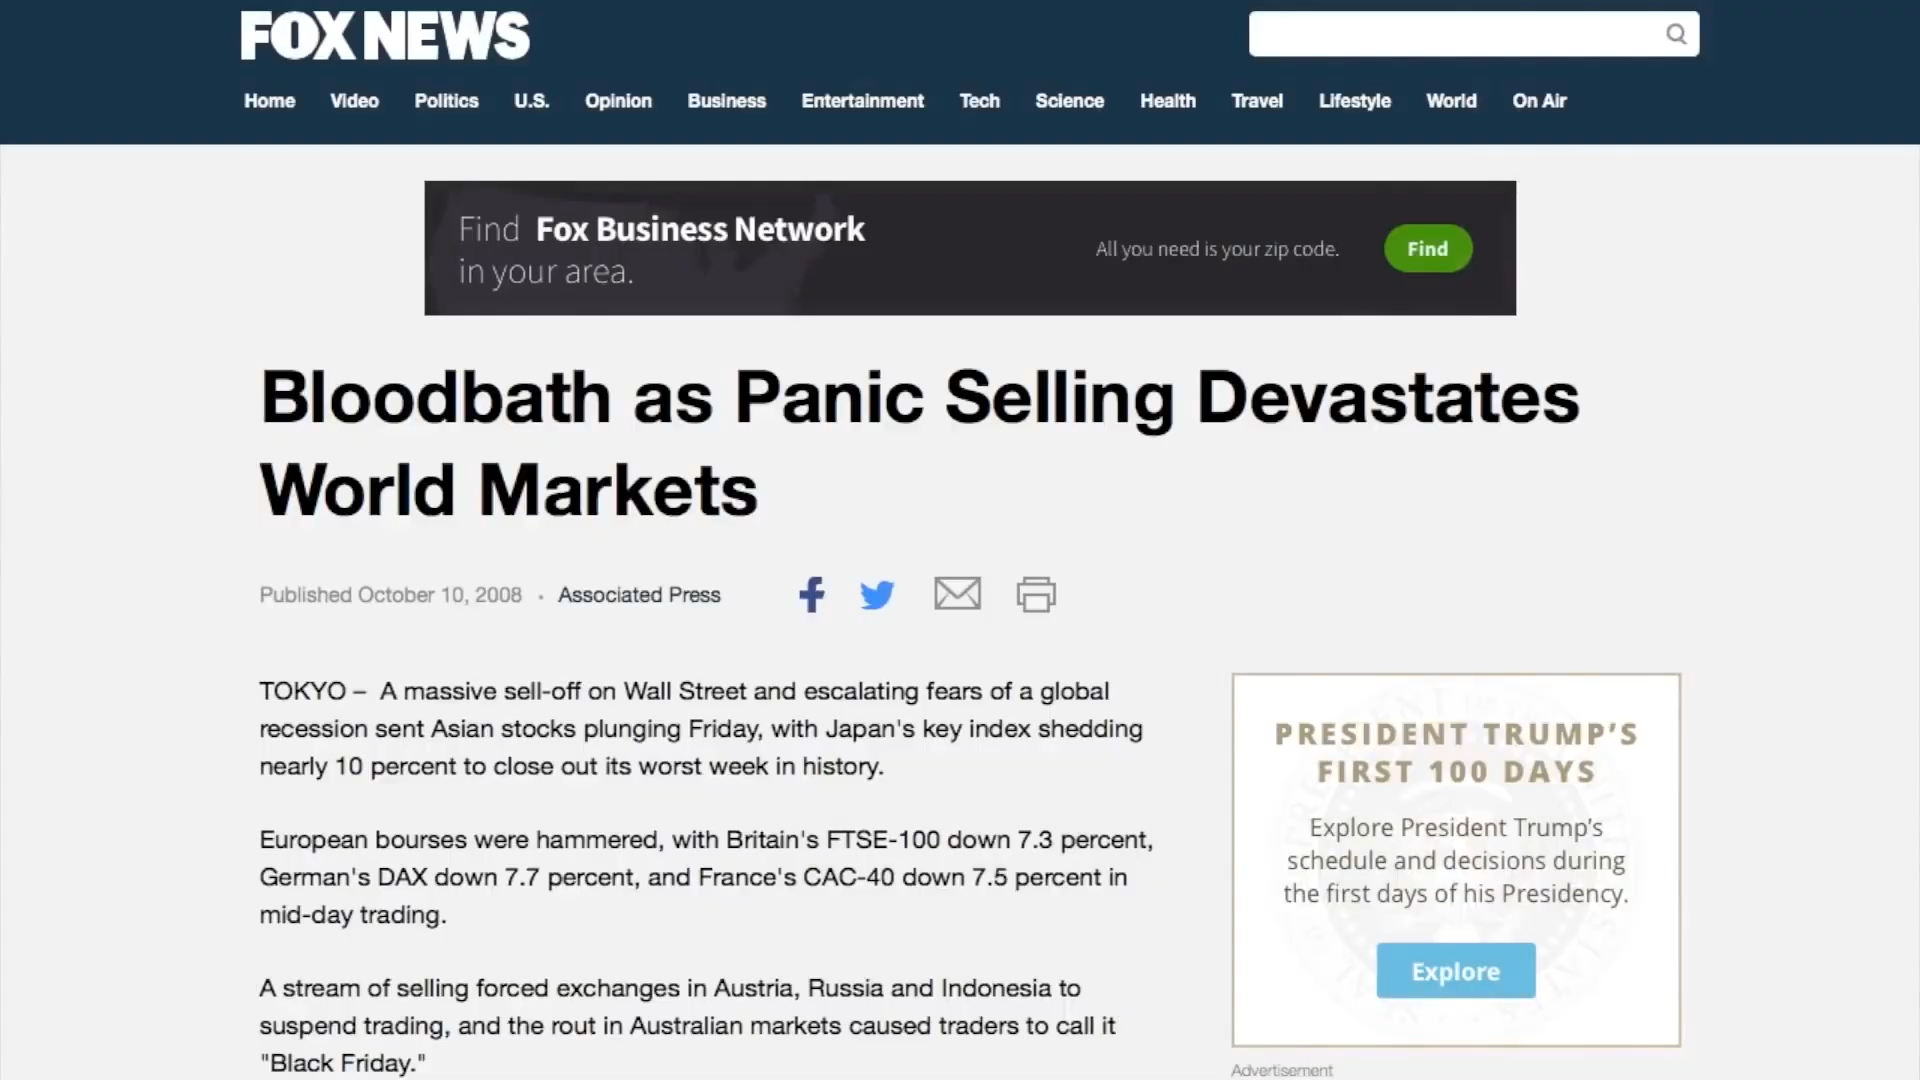 FOX NEWS
Home Video Politics U.S. Opinion Business Entertainment Tech Science Health Travel Lifestyle World On Air
Find Fox Business Network
in your area.
All you need is your zip code.
Find
Bloodbath as Panic Selling Devastates
World Markets
Published October 10, 2008 · Associated Press
TOKYO – A massive sell-off on Wall Street and escalating fears of a global
recession sent Asian stocks plunging Friday, with Japan's key index shedding
nearly 10 percent to close out its worst week in history.
European bourses were hammered, with Britain's FTSE-100 down 7.3 percent,
German's DAX down 7.7 percent, and France's CAC-40 down 7.5 percent in
mid-day trading.
A stream of selling forced exchanges in Austria, Russia and Indonesia to
suspend trading, and the rout in Australian markets caused traders to call it
"Black Friday."
PRESIDENT TRUMP'S
FIRST 100 DAYS
Explore President Trump's
schedule and decisions during
the first days of his Presidency.
Explore
Advertisement